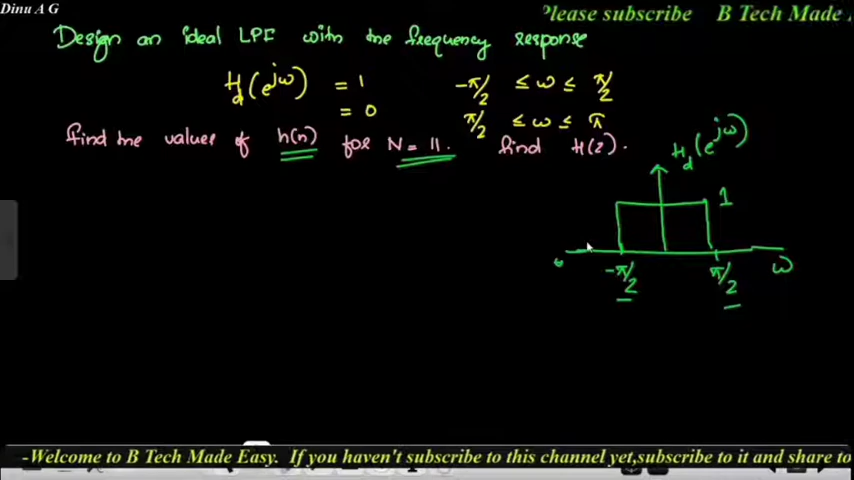 Dinu A G
Please subscribe B Tech Made
Design an ideal LPF with the frequency response
H_d(e^{jω}) = 1 -π/2 ≤ ω ≤ π/2
= 0 π/2 ≤ ω ≤ π
find the values of h(n) for N = 11. find H(z).
H_d(e^{jω})
1
-π/2 π/2 ω
-Welcome to B Tech Made Easy. If you haven't subscribe to this channel yet,subscribe to it and share to